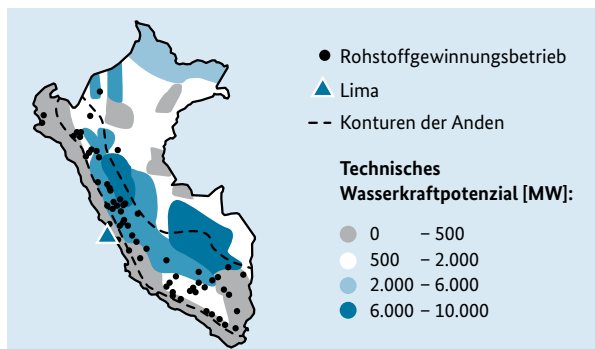 Rohstoffgewinnungsbetrieb
Lima
Konturen der Anden
Technisches
Wasserkraftpotenzial [MW]:
0 – 500
500 – 2.000
2.000 – 6.000
6.000 – 10.000